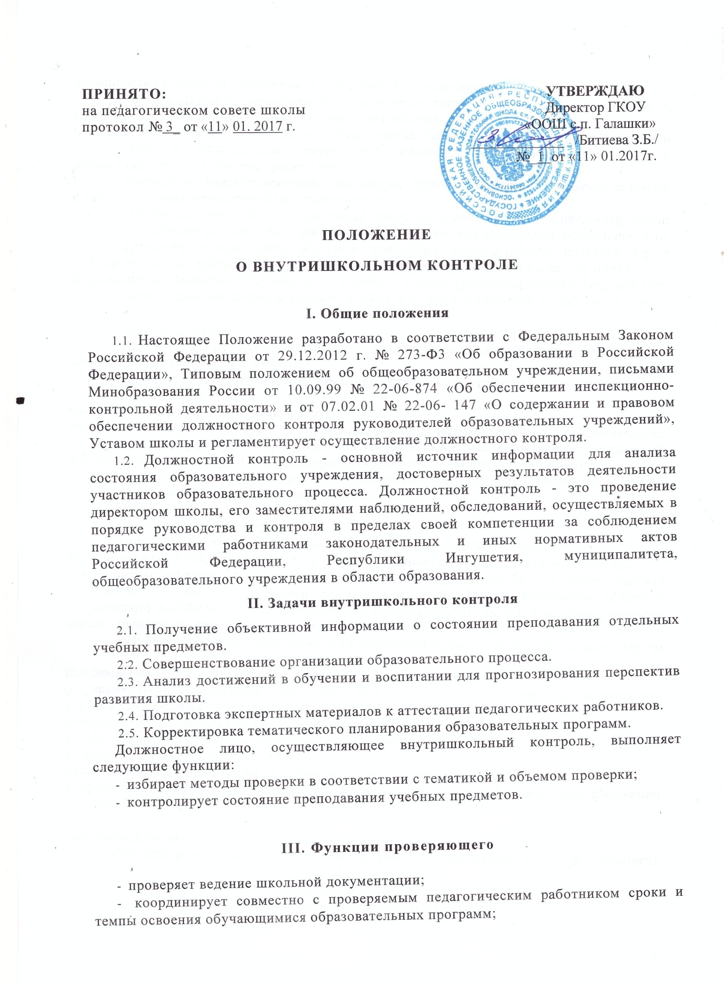 ПРИНЯТО:
на педагогическом совете школы
протокол № 3_ от «11» 01. 2017 г.
УТВЕРЖДАЮ
Директор ГКОУ
«ООШ с.п. Галашки»
/Битиева З.Б./
№_1__от «11» 01.2017г.
РОССИЙСКАЯ ФЕДЕРАЦИЯ * РЕСПУБЛИКА ИНГУШЕТИЯ
ГОСУДАРСТВЕННОЕ КАЗЕННОЕ ОБЩЕОБРАЗОВАТЕЛЬНОЕ УЧРЕЖДЕНИЕ *
ПОЛОЖЕНИЕ
О ВНУТРИШКОЛЬНОМ КОНТРОЛЕ
I. Общие положения
1.1. Настоящее Положение разработано в соответствии с Федеральным Законом
Российской Федерации от 29.12.2012 г. № 273-ФЗ «Об образовании в Российской
Федерации», Типовым положением об общеобразовательном учреждении, письмами
Минобразования России от 10.09.99 № 22-06-874 «Об обеспечении инспекционно-
контрольной деятельности» и от 07.02.01 № 22-06- 147 «О содержании и правовом
обеспечении должностного контроля руководителей образовательных учреждений»,
Уставом школы и регламентирует осуществление должностного контроля.
1.2. Должностной контроль - основной источник информации для анализа
состояния образовательного учреждения, достоверных результатов деятельности
участников образовательного процесса. Должностной контроль - это проведение
директором школы, его заместителями наблюдений, обследований, осуществляемых в
порядке руководства и контроля в пределах своей компетенции за соблюдением
педагогическими работниками законодательных и иных нормативных актов
Российской Федерации, Республики Ингушетия, муниципалитета,
общеобразовательного учреждения в области образования.
II. Задачи внутришкольного контроля
2.1. Получение объективной информации о состоянии преподавания отдельных
учебных предметов.
2.2. Совершенствование организации образовательного процесса.
2.3. Анализ достижений в обучении и воспитании для прогнозирования перспектив
развития школы.
2.4. Подготовка экспертных материалов к аттестации педагогических работников.
2.5. Корректировка тематического планирования образовательных программ.
Должностное лицо, осуществляющее внутришкольный контроль, выполняет
следующие функции:
- избирает методы проверки в соответствии с тематикой и объемом проверки;
- контролирует состояние преподавания учебных предметов.
III. Функции проверяющего
- проверяет ведение школьной документации;
- координирует совместно с проверяемым педагогическим работником сроки и
темпы освоения обучающимися образовательных программ;